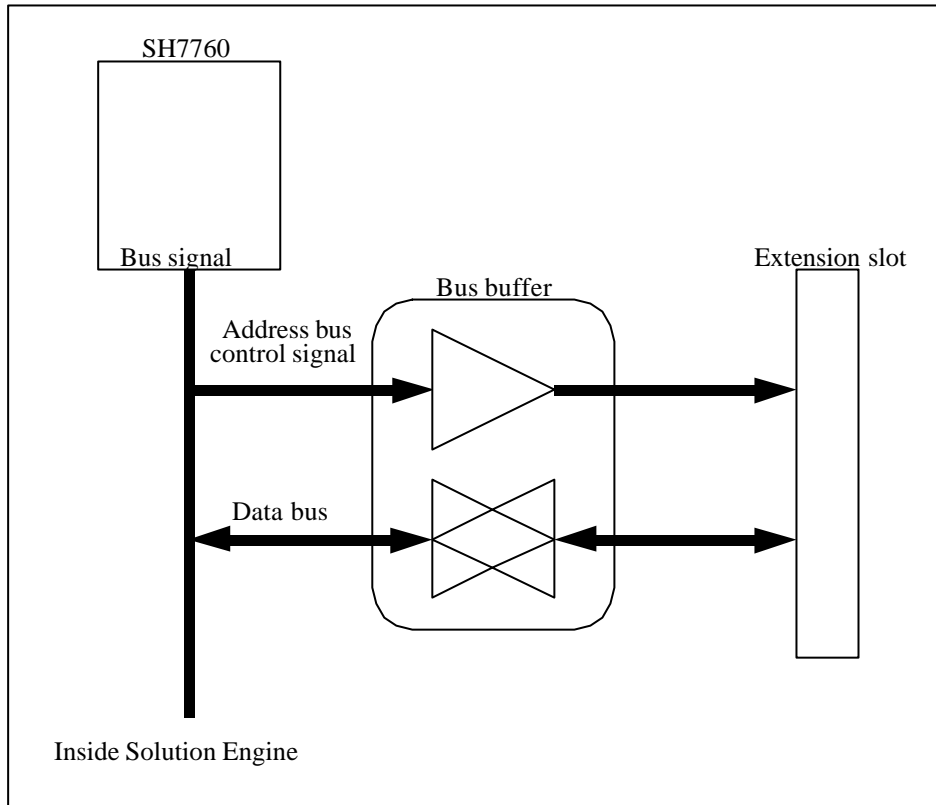 SH7760
Bus signal
Extension slot
Bus buffer
Address bus
control signal
Data bus
Inside Solution Engine